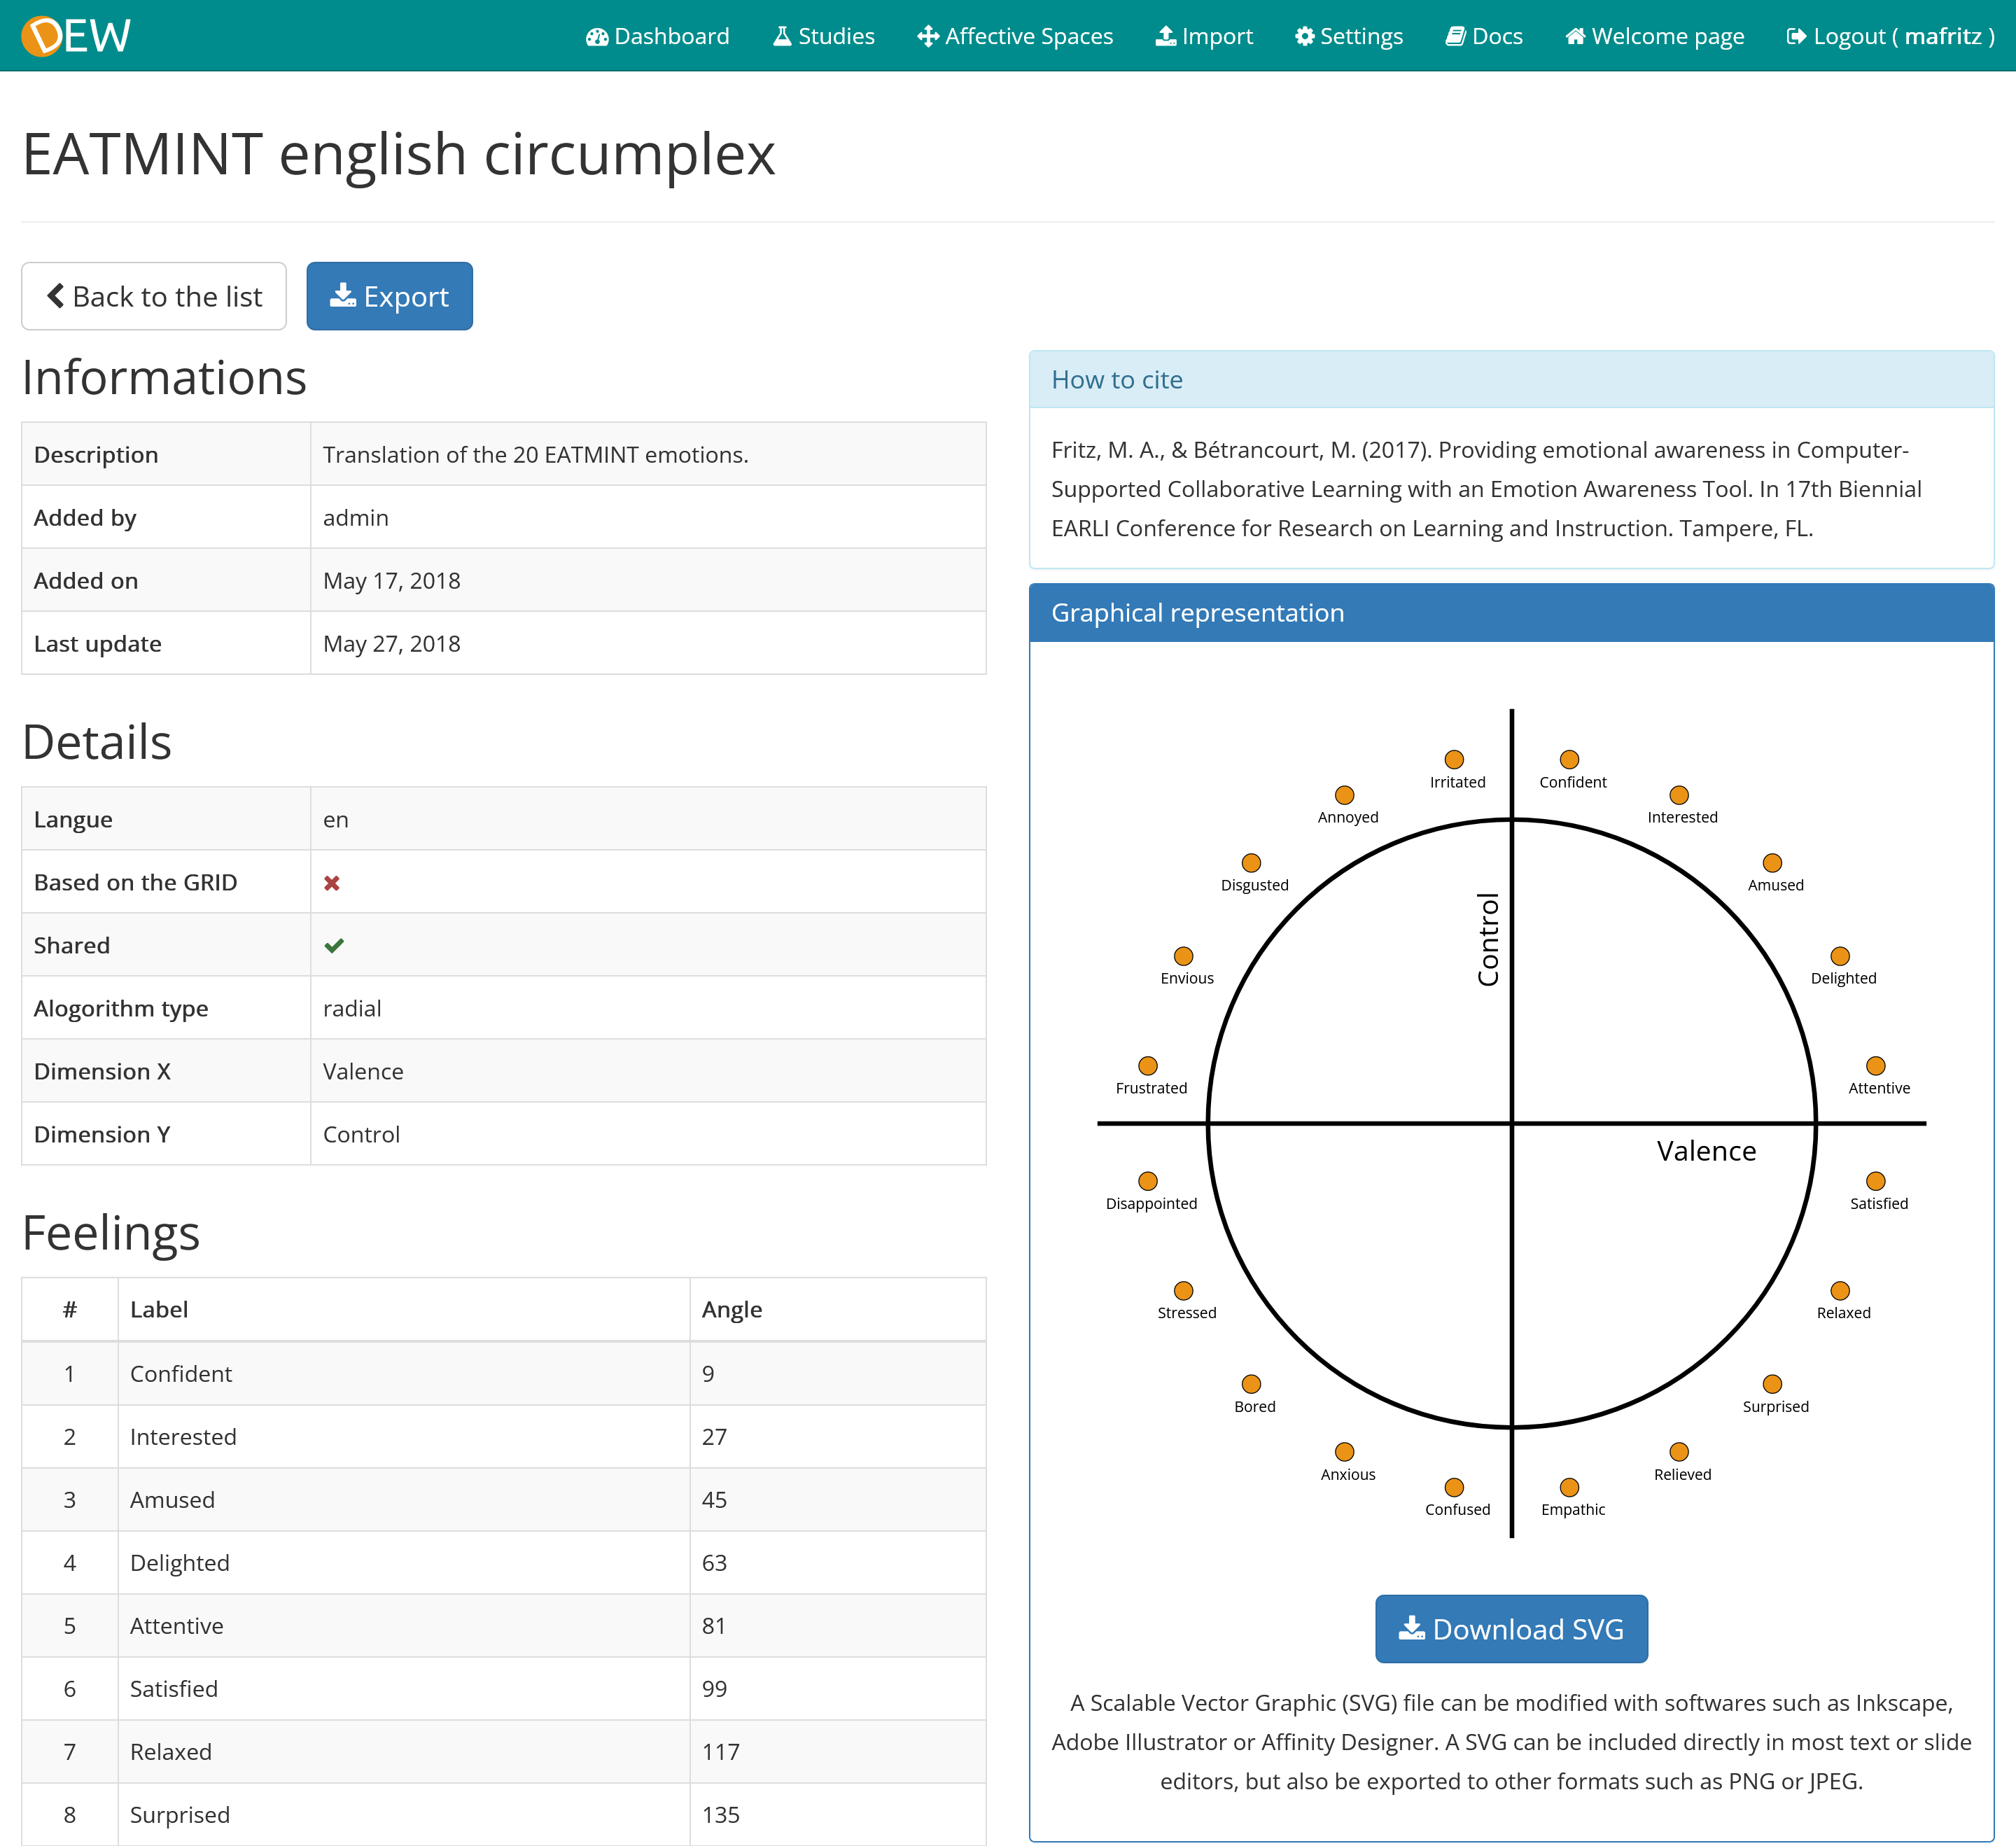 DEW
Dashboard Studies Affective Spaces Import Settings Docs Welcome page Logout ( mafritz )
EATMINT english circumplex
Back to the list Export
Informations
Description Translation of the 20 EATMINT emotions.
Added by admin
Added on May 17, 2018
Last update May 27, 2018
Details
Langue en
Based on the GRID
Shared
Alogorithm type radial
Dimension X Valence
Dimension Y Control
Feelings
# Label Angle
1 Confident 9
2 Interested 27
3 Amused 45
4 Delighted 63
5 Attentive 81
6 Satisfied 99
7 Relaxed 117
8 Surprised 135
How to cite
Fritz, M. A., & Bétrancourt, M. (2017). Providing emotional awareness in Computer-
Supported Collaborative Learning with an Emotion Awareness Tool. In 17th Biennial
EARLI Conference for Research on Learning and Instruction. Tampere, FL.
Graphical representation
Irritated Confident
Annoyed Interested
Disgusted Amused
Control
Envious Delighted
Frustrated Attentive
Valence
Disappointed Satisfied
Stressed Relaxed
Bored Surprised
Anxious Relieved
Confused Empathic
Download SVG
A Scalable Vector Graphic (SVG) file can be modified with softwares such as Inkscape,
Adobe Illustrator or Affinity Designer. A SVG can be included directly in most text or slide
editors, but also be exported to other formats such as PNG or JPEG.